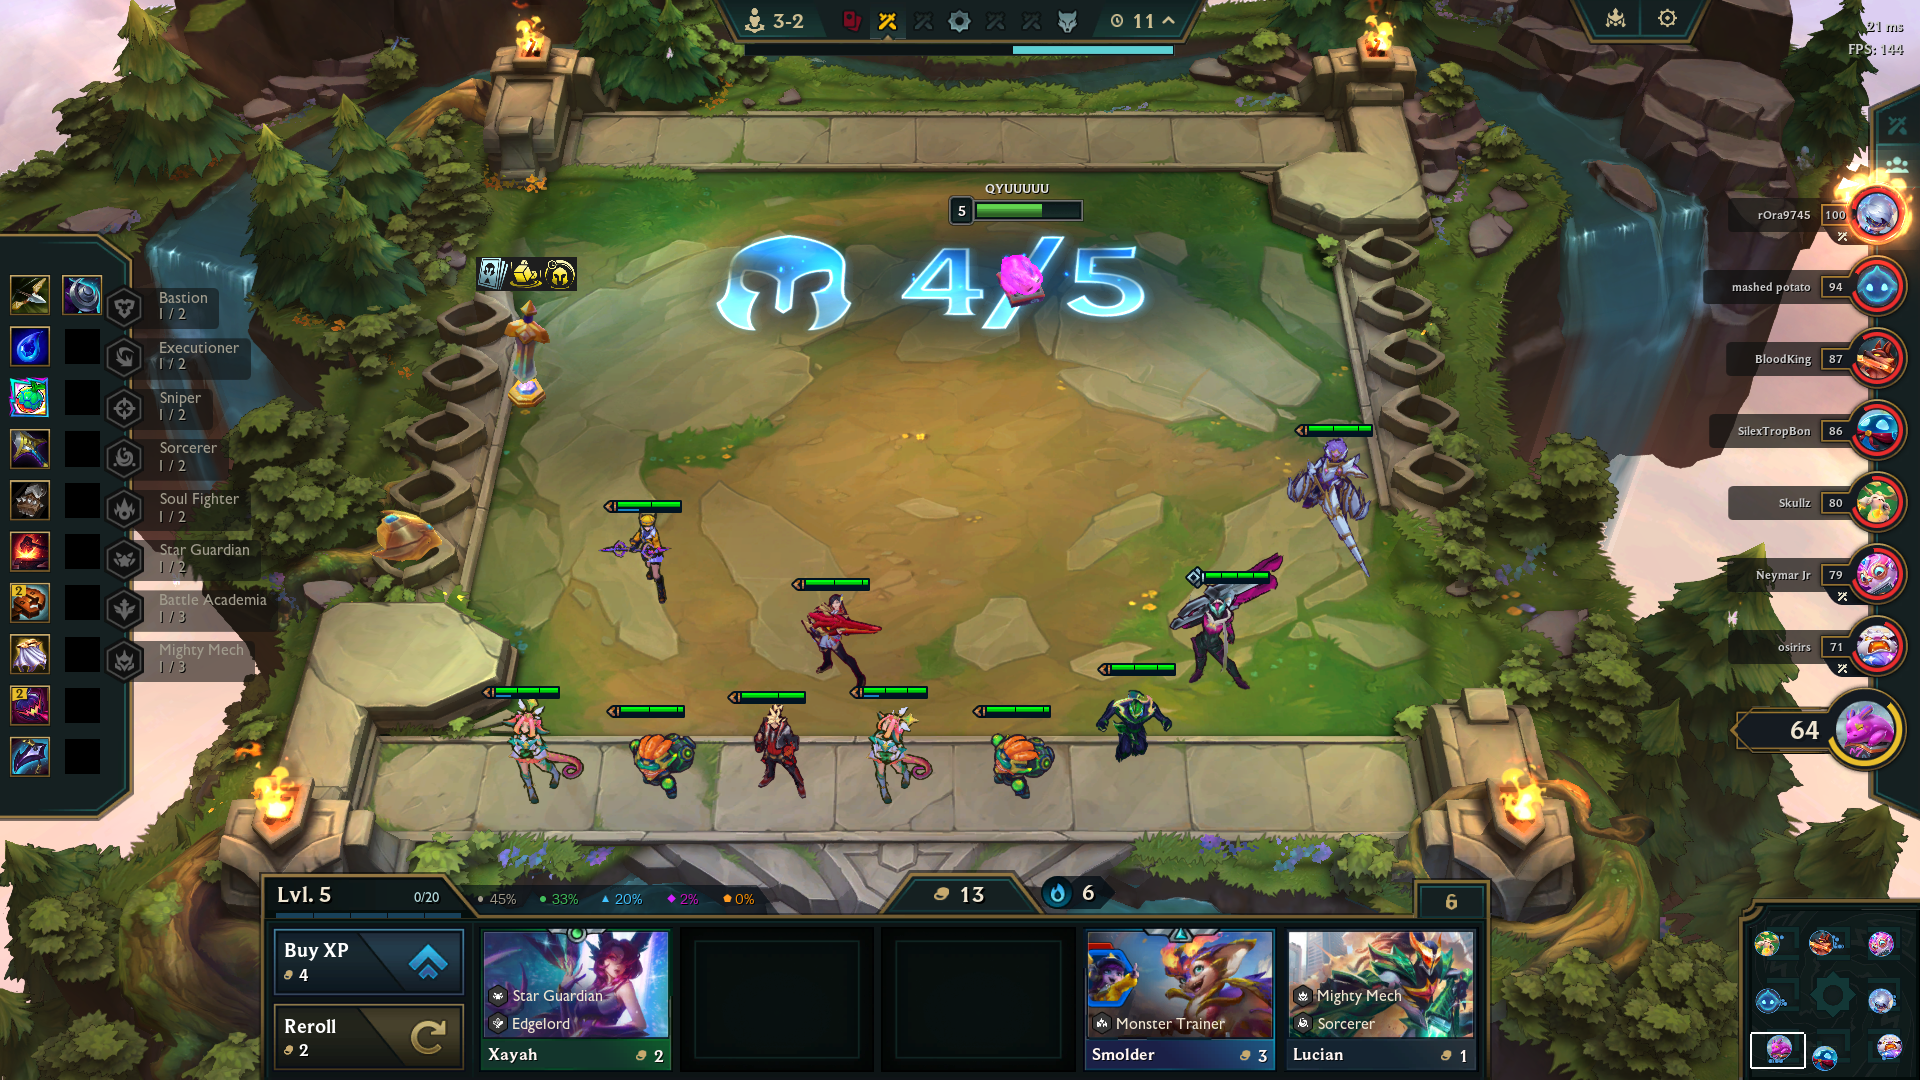 3-2
11
21 ms
FPS: 144
QYUUUUU
5
4/5
rOra9745
100
mashed potato
94
BloodKing
87
SilexTropBon
86
Skullz
80
Neymar Jr
79
osirirs
71
64
Bastion
1 / 2
Executioner
1 / 2
Sniper
1 / 2
Sorcerer
1 / 2
Soul Fighter
1 / 2
Star Guardian
1 / 2
Battle Academia
1 / 3
Mighty Mech
1 / 3
2
2
Lvl. 5
0/20
45%
33%
20%
2%
0%
13
6
6
Buy XP
4
Reroll
2
Star Guardian
Edgelord
Xayah
2
Monster Trainer
Smolder
3
Mighty Mech
Sorcerer
Lucian
1